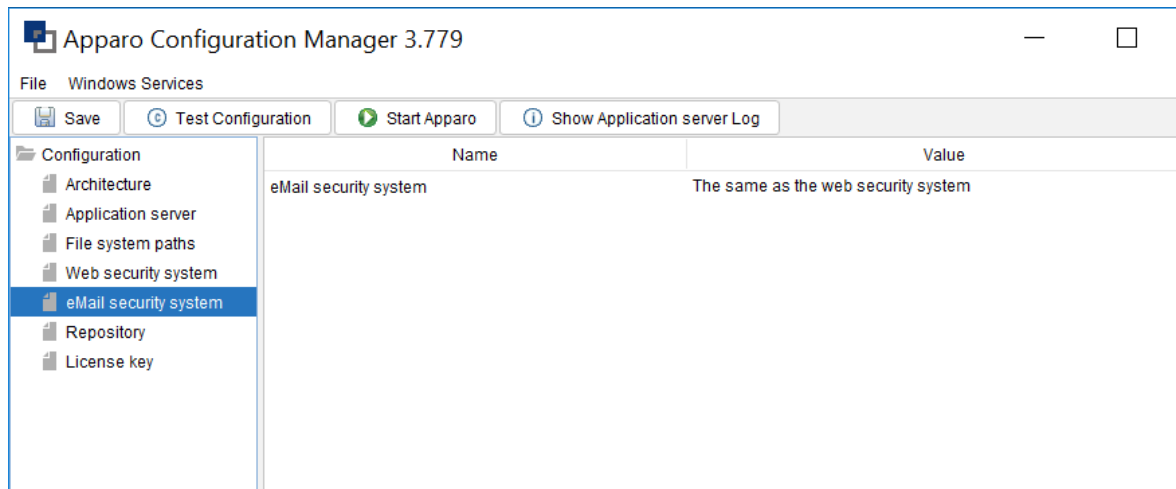 Apparo Configuration Manager 3.779
File Windows Services
Save Test Configuration Start Apparo Show Application server Log
Configuration Name Value
Architecture eMail security system The same as the web security system
Application server
File system paths
Web security system
eMail security system
Repository
License key